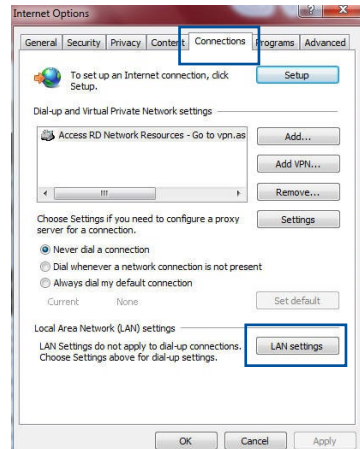 Internet Options
General Security Privacy Content Connections Programs Advanced
To set up an Internet connection, click
Setup.
Setup
Dial-up and Virtual Private Network settings
Access RD Network Resources - Go to vpn.as
Add...
Add VPN...
Remove...
Choose Settings if you need to configure a proxy
server for a connection.
Settings
Never dial a connection
Dial whenever a network connection is not present
Always dial my default connection
Current None
Set default
Local Area Network (LAN) settings
LAN Settings do not apply to dial-up connections.
Choose Settings above for dial-up settings.
LAN settings
OK Cancel Apply